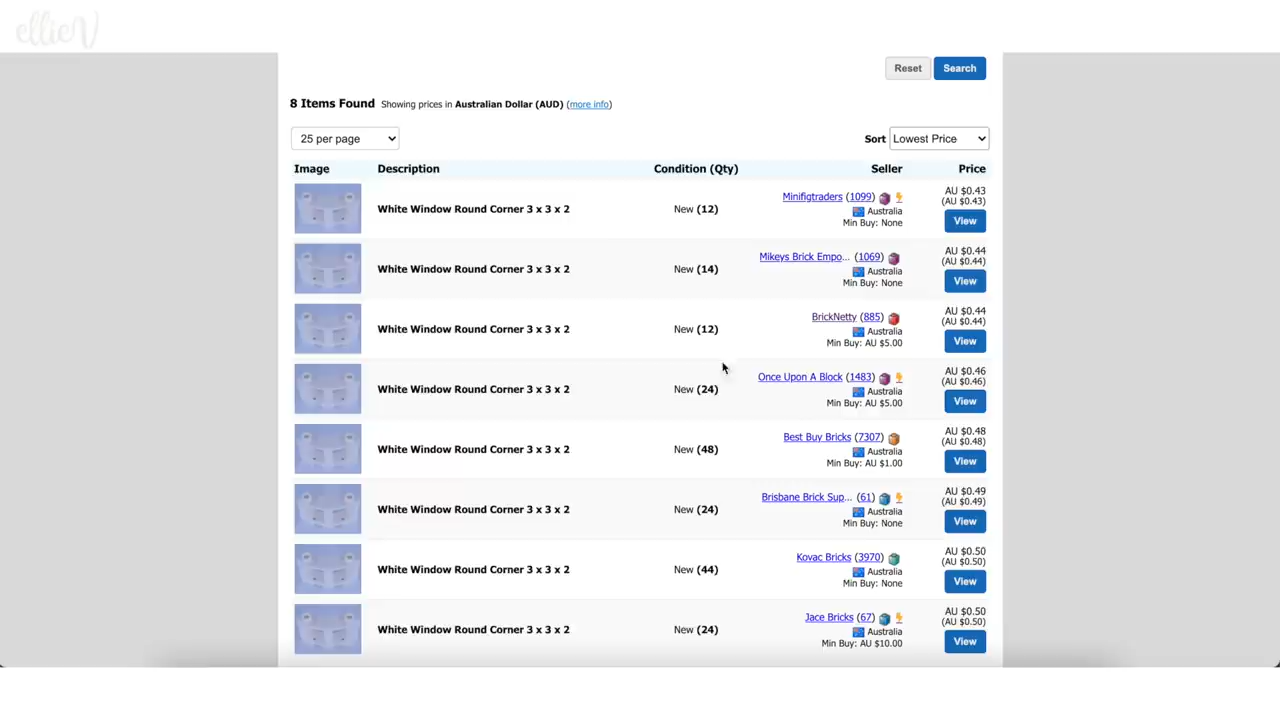 ellieV
Reset Search
8 Items Found Showing prices in Australian Dollar (AUD) (more info)
25 per page Sort Lowest Price
Image Description Condition (Qty) Seller Price
White Window Round Corner 3 x 3 x 2 New (12) Minifigtraders (1099) Australia Min Buy: None AU $0.43 (AU $0.43) View
White Window Round Corner 3 x 3 x 2 New (14) Mikeys Brick Empo... (1069) Australia Min Buy: None AU $0.44 (AU $0.44) View
White Window Round Corner 3 x 3 x 2 New (12) BrickNetty (885) Australia Min Buy: AU $5.00 AU $0.44 (AU $0.44) View
White Window Round Corner 3 x 3 x 2 New (24) Once Upon A Block (1483) Australia Min Buy: AU $5.00 AU $0.46 (AU $0.46) View
White Window Round Corner 3 x 3 x 2 New (48) Best Buy Bricks (7307) Australia Min Buy: AU $1.00 AU $0.48 (AU $0.48) View
White Window Round Corner 3 x 3 x 2 New (24) Brisbane Brick Sup... (61) Australia Min Buy: None AU $0.49 (AU $0.49) View
White Window Round Corner 3 x 3 x 2 New (44) Kovac Bricks (3970) Australia Min Buy: None AU $0.50 (AU $0.50) View
White Window Round Corner 3 x 3 x 2 New (24) Jace Bricks (67) Australia Min Buy: AU $10.00 AU $0.50 (AU $0.50) View